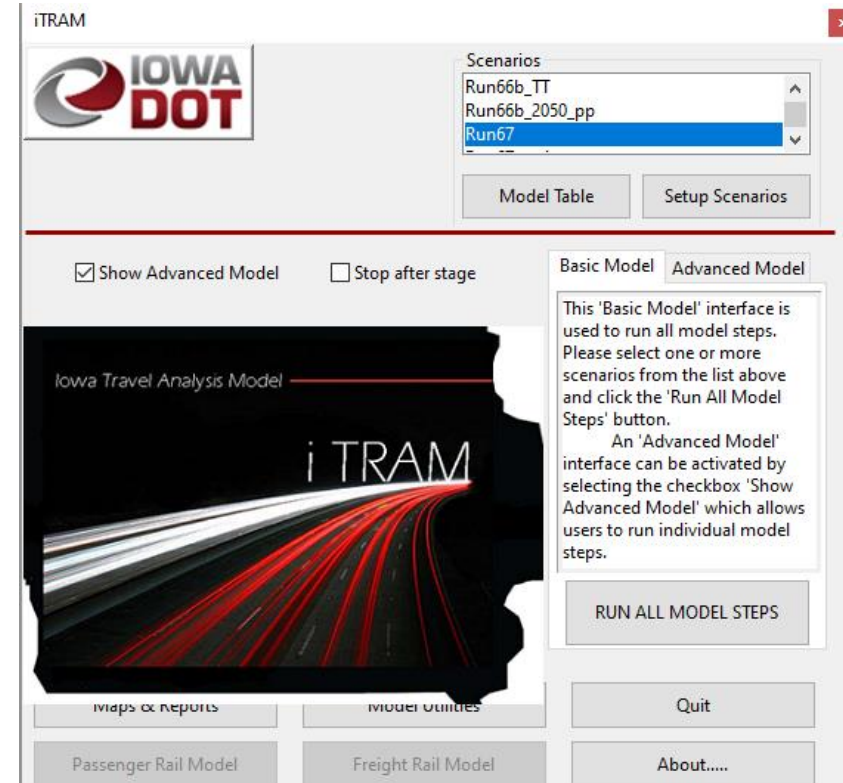 iTRAM
IOWA
DOT
Scenarios
Run66b_TT
Run66b_2050_pp
Run67
Model Table
Setup Scenarios
Show Advanced Model
Stop after stage
Basic Model
Advanced Model
This 'Basic Model' interface is
used to run all model steps.
Please select one or more
scenarios from the list above
and click the 'Run All Model
Steps' button.
An 'Advanced Model'
interface can be activated by
selecting the checkbox 'Show
Advanced Model' which allows
users to run individual model
steps.
Iowa Travel Analysis Model
i TRAM
RUN ALL MODEL STEPS
Maps & Reports
Model Utilities
Quit
Passenger Rail Model
Freight Rail Model
About.....